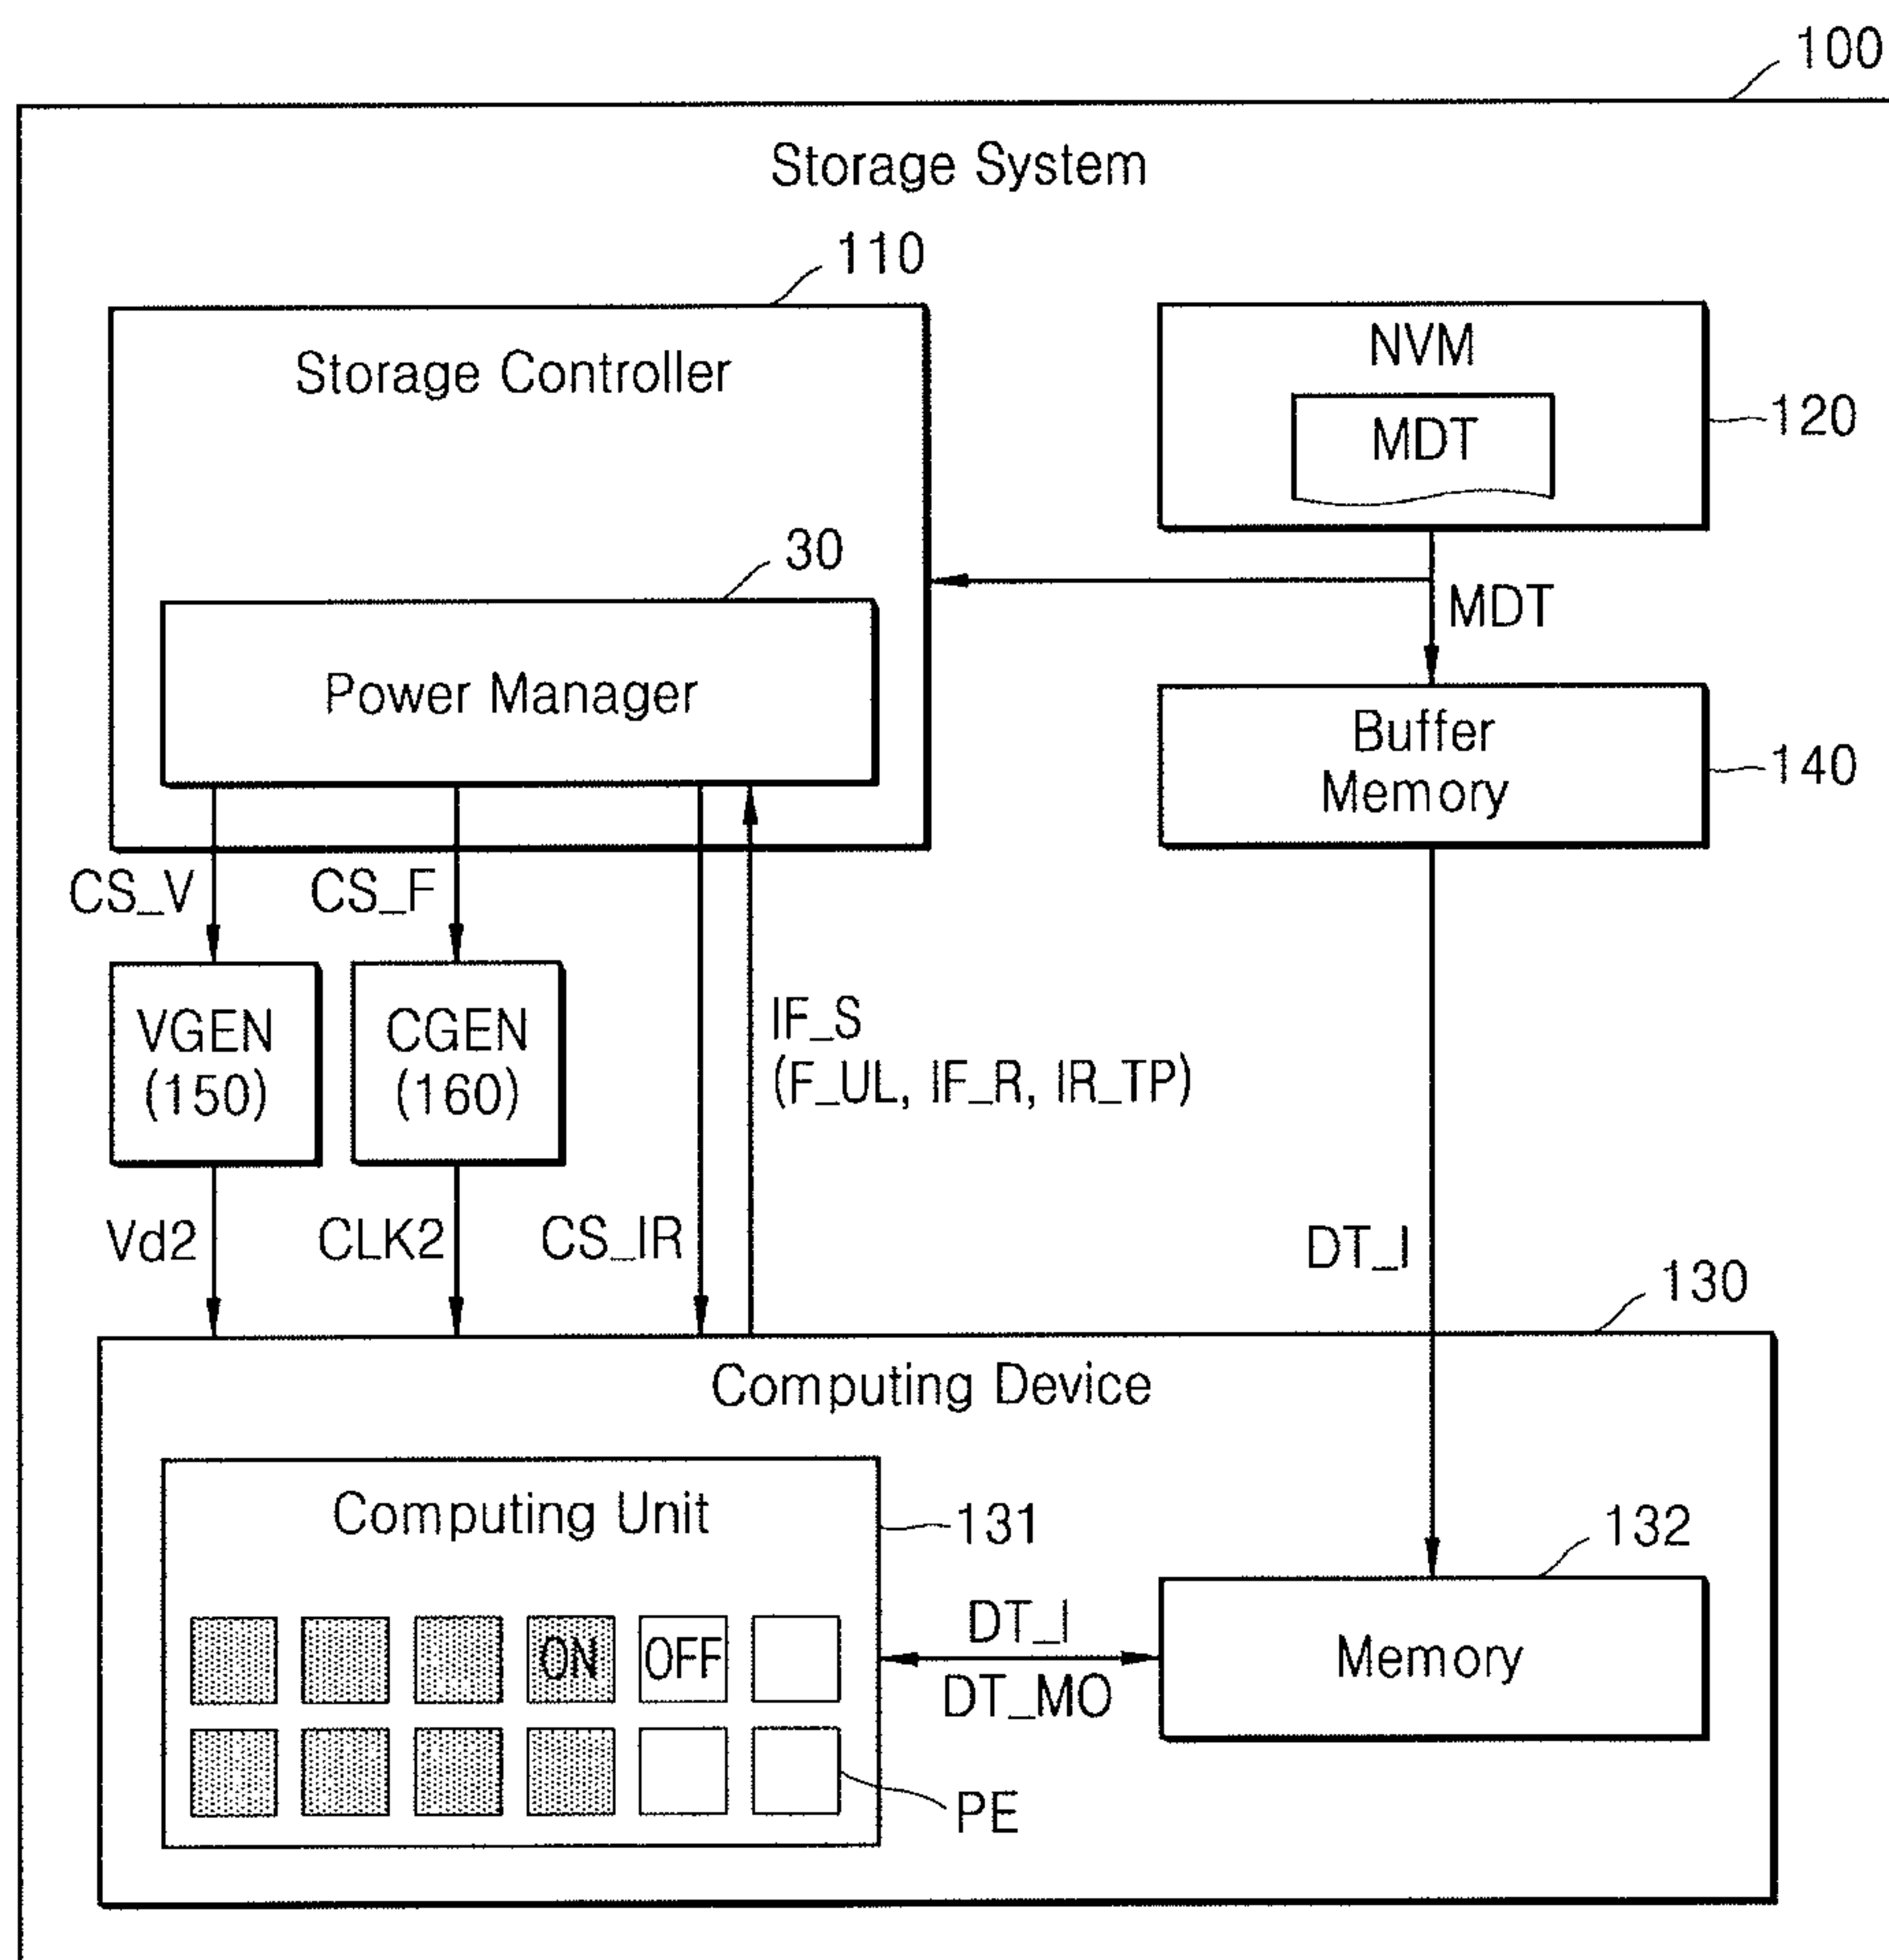 100
Storage System
110
Storage Controller
NVM
MDT
120
30
Power Manager
MDT
Buffer
Memory
140
CS_V
CS_F
VGEN
(150)
CGEN
(160)
IF_S
(F_UL, IF_R, IR_TP)
Vd2
CLK2
CS_IR
DT_I
130
Computing Device
Computing Unit
131
132
ON
OFF
DT_I
DT_MO
Memory
PE